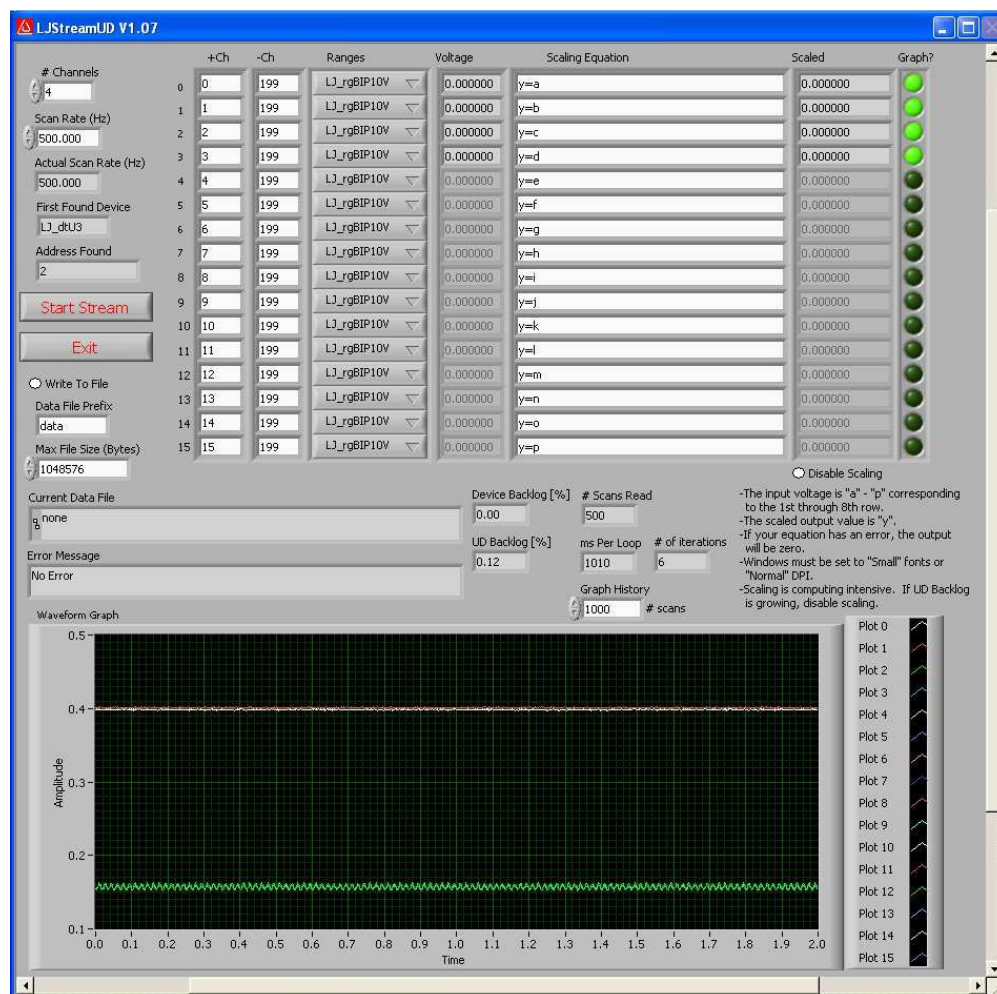 LJStreamUD V1.07
+Ch -Ch Ranges Voltage Scaling Equation Scaled Graph?
# Channels
4
Scan Rate (Hz)
500.000
Actual Scan Rate (Hz)
500.000
First Found Device
LJ_dtU3
Address Found
2
Start Stream
Exit
Write To File
Data File Prefix
data
Max File Size (Bytes)
1048576
0 0 199 LJ_rgBIP10V 0.000000 y=a 0.000000
1 1 199 LJ_rgBIP10V 0.000000 y=b 0.000000
2 2 199 LJ_rgBIP10V 0.000000 y=c 0.000000
3 3 199 LJ_rgBIP10V 0.000000 y=d 0.000000
4 4 199 LJ_rgBIP10V 0.000000 y=e 0.000000
5 5 199 LJ_rgBIP10V 0.000000 y=f 0.000000
6 6 199 LJ_rgBIP10V 0.000000 y=g 0.000000
7 7 199 LJ_rgBIP10V 0.000000 y=h 0.000000
8 8 199 LJ_rgBIP10V 0.000000 y=i 0.000000
9 9 199 LJ_rgBIP10V 0.000000 y=j 0.000000
10 10 199 LJ_rgBIP10V 0.000000 y=k 0.000000
11 11 199 LJ_rgBIP10V 0.000000 y=l 0.000000
12 12 199 LJ_rgBIP10V 0.000000 y=m 0.000000
13 13 199 LJ_rgBIP10V 0.000000 y=n 0.000000
14 14 199 LJ_rgBIP10V 0.000000 y=o 0.000000
15 15 199 LJ_rgBIP10V 0.000000 y=p 0.000000
Disable Scaling
Current Data File
none
Error Message
No Error
Device Backlog [%]
0.00
# Scans Read
500
UD Backlog [%]
0.12
ms Per Loop
1010
# of iterations
6
Graph History
1000 # scans
-The input voltage is "a" - "p" corresponding
to the 1st through 8th row.
-The scaled output value is "y".
-If your equation has an error, the output
will be zero.
-Windows must be set to "Small" fonts or
"Normal" DPI.
-Scaling is computing intensive. If UD Backlog
is growing, disable scaling.
Waveform Graph
0.5
0.4
0.3
0.2
0.1
Amplitude
0.0 0.1 0.2 0.3 0.4 0.5 0.6 0.7 0.8 0.9 1.0 1.1 1.2 1.3 1.4 1.5 1.6 1.7 1.8 1.9 2.0
Time
Plot 0
Plot 1
Plot 2
Plot 3
Plot 4
Plot 5
Plot 6
Plot 7
Plot 8
Plot 9
Plot 10
Plot 11
Plot 12
Plot 13
Plot 14
Plot 15